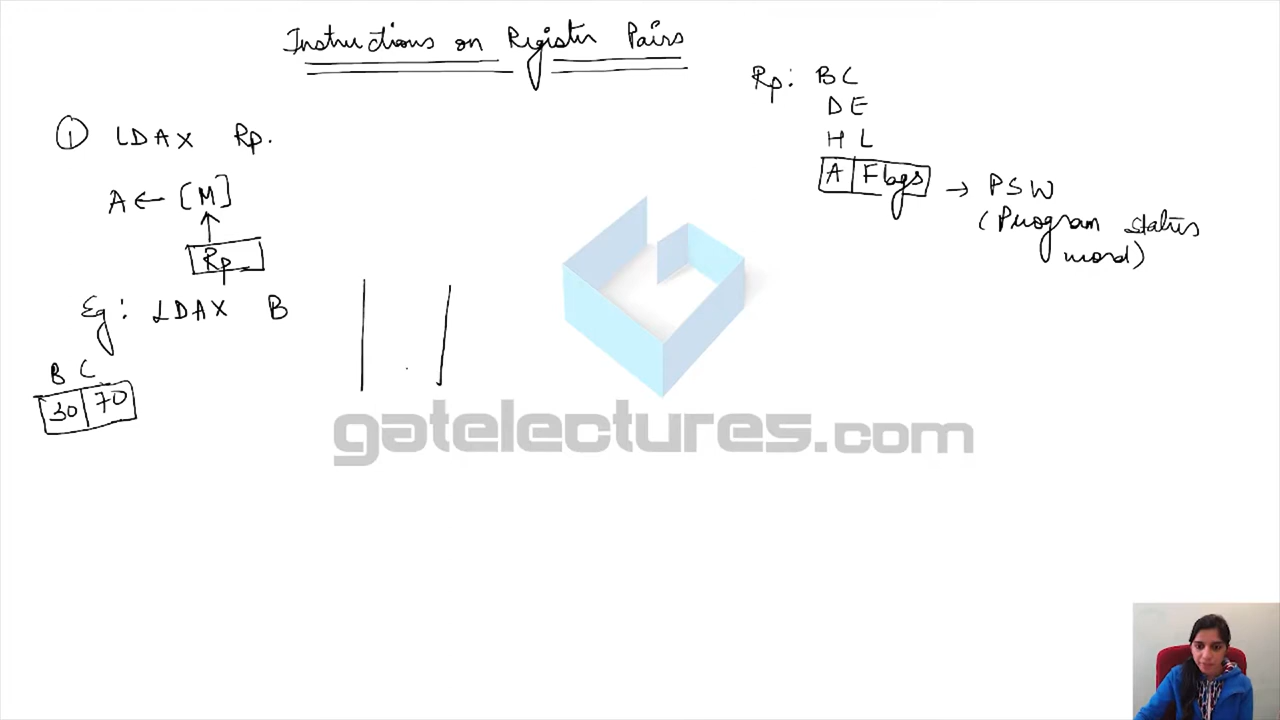 Instructions on Register Pairs
Rp: BC
DE
HL
A Flags → PSW
(Program status
word)
① LDAX Rp.
A ← [M]
Rp
Eg: LDAX B
B C
30 70
gatelectures.com